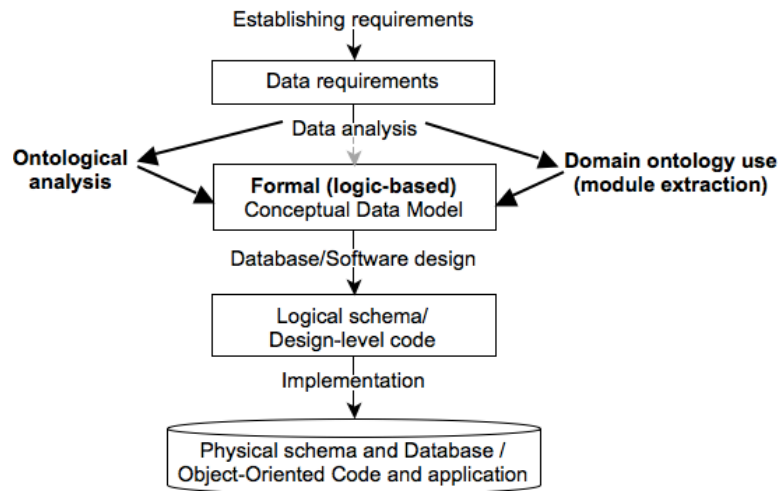 Establishing requirements
Data requirements
Data analysis
Ontological
analysis
Domain ontology use
(module extraction)
Formal (logic-based)
Conceptual Data Model
Database/Software design
Logical schema/
Design-level code
Implementation
Physical schema and Database /
Object-Oriented Code and application